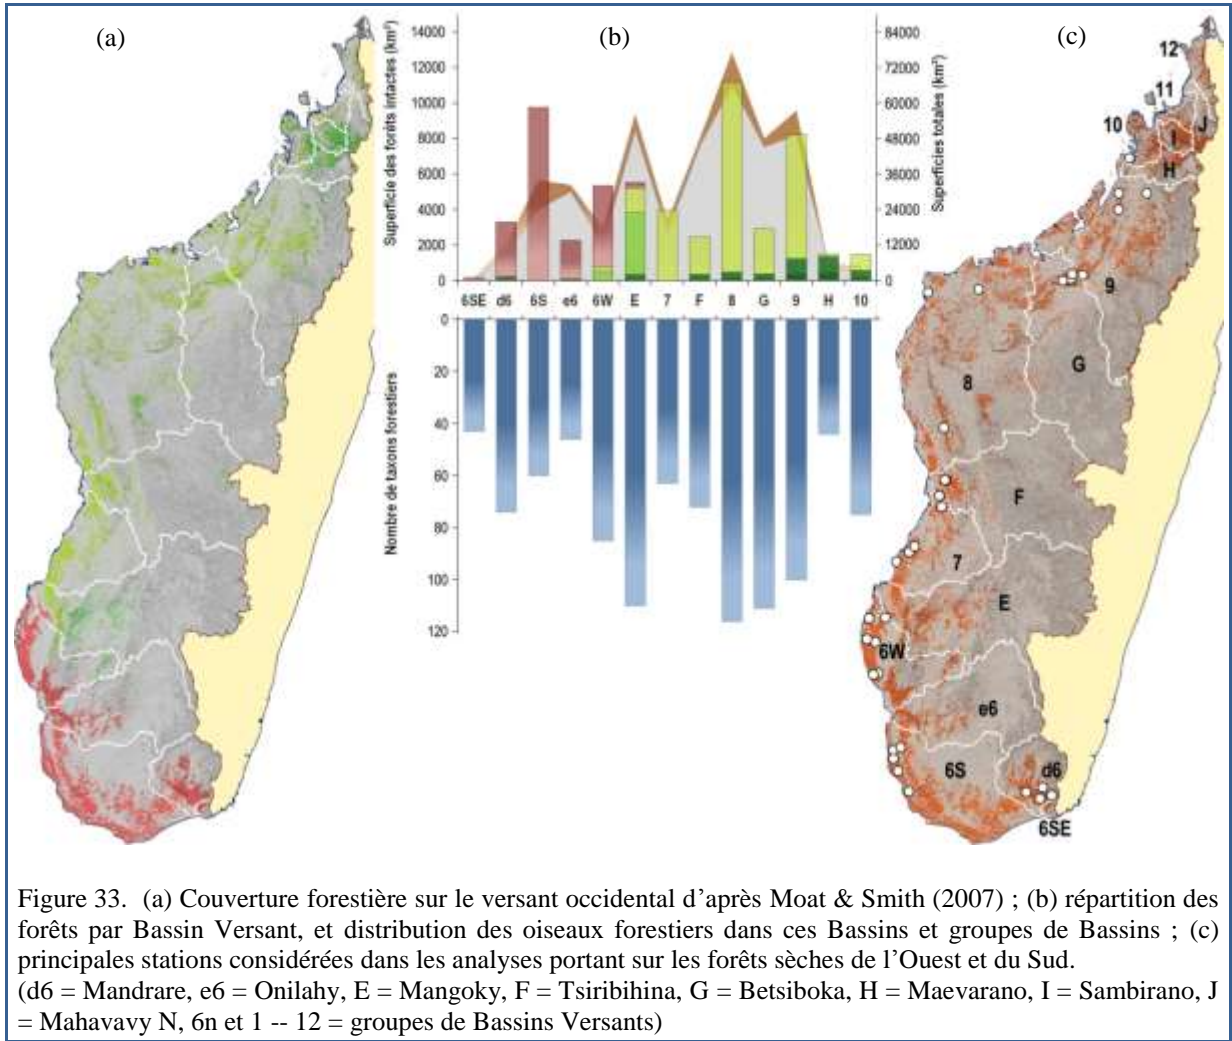 (a)
(b)
(c)
Superficie des forêts intactes (km²)
14000
12000
10000
8000
6000
4000
2000
0
Superficies totales (km²)
84000
72000
60000
48000
36000
24000
12000
0
6SE d6 6S e6 6W E 7 F 8 G 9 H 10
Nombre de taxons forestiers
0
20
40
60
80
100
120
12
11
10
J
I
H
9
G
8
F
7
E
6W
e6
6S
d6
6SE
Figure 33. (a) Couverture forestière sur le versant occidental d’après Moat & Smith (2007) ; (b) répartition des
forêts par Bassin Versant, et distribution des oiseaux forestiers dans ces Bassins et groupes de Bassins ; (c)
principales stations considérées dans les analyses portant sur les forêts sèches de l’Ouest et du Sud.
(d6 = Mandrare, e6 = Onilahy, E = Mangoky, F = Tsiribihina, G = Betsiboka, H = Maevarano, I = Sambirano, J
= Mahavavy N, 6n et 1 -- 12 = groupes de Bassins Versants)